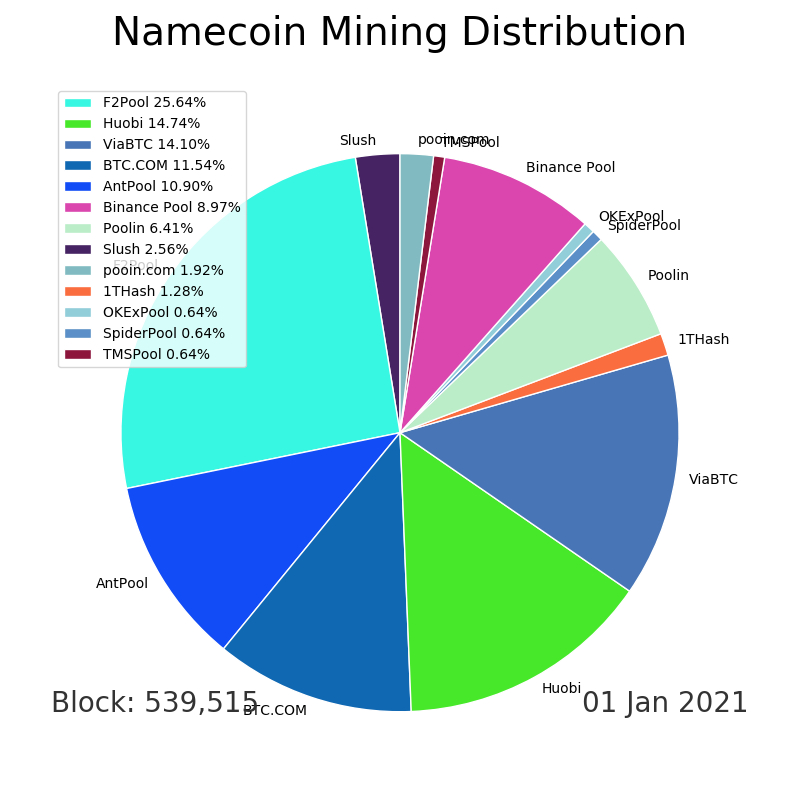 Namecoin Mining Distribution
F2Pool 25.64%
Huobi 14.74%
ViaBTC 14.10%
BTC.COM 11.54%
AntPool 10.90%
Binance Pool 8.97%
Poolin 6.41%
Slush 2.56%
pooin.com 1.92%
1THash 1.28%
OKExPool 0.64%
SpiderPool 0.64%
TMSPool 0.64%
Slush
pooin.com
TMSPool
Binance Pool
OKExPool
SpiderPool
Poolin
1THash
ViaBTC
Huobi
BTC.COM
AntPool
F2Pool
Block: 539,515
01 Jan 2021